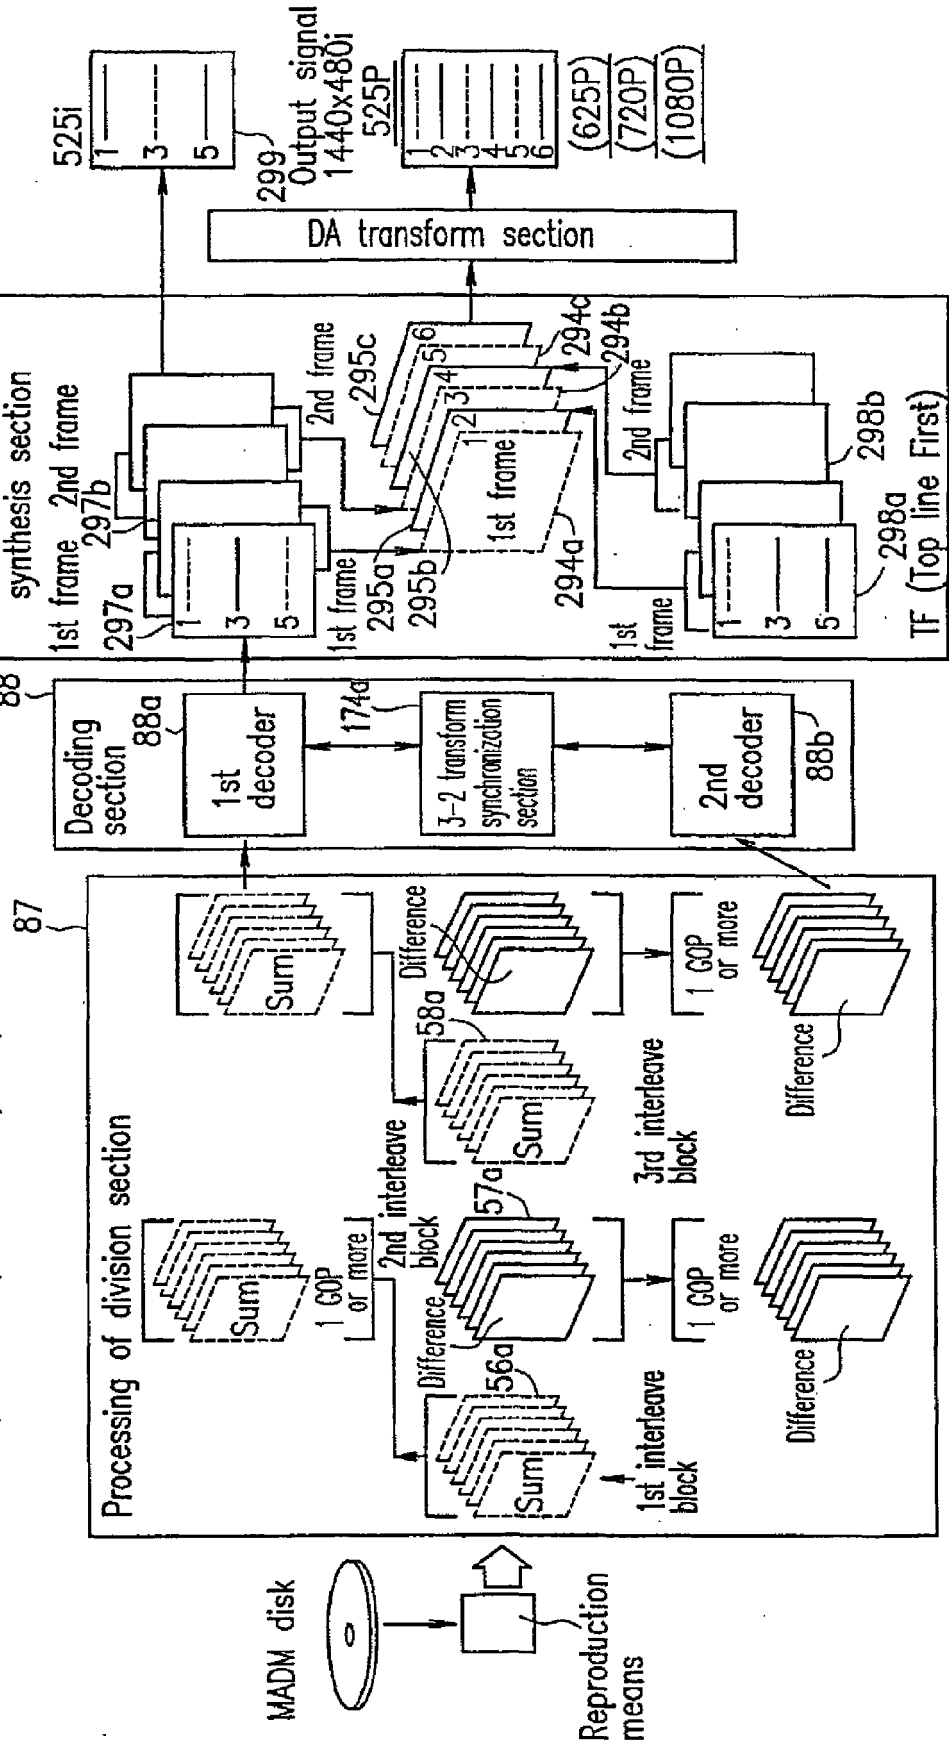 MADM disk
Reproduction
means
Processing of division section
87
Sum
1 GOP
or more
2nd interleave
block
Difference
56a
57a
Sum
1st interleave
block
1 GOP
or more
Difference
Sum
Difference
58a
Sum
3rd interleave
block
1 GOP
or more
Difference
88
Decoding
section
88a
1st
decoder
174a
3-2 transform
synchronization
section
2nd
decoder
88b
synthesis section
1st frame 2nd frame
297a
297b
1
3
5
1st frame
2nd frame
295a
295b
295c
1
2
3
4
5
6
1st frame
294a
294b
294c
1st
frame
2nd frame
1
3
5
298a
298b
TF (Top line First)
DA transform section
525i
1
3
5
299
Output signal
1440x480i
525P
1
2
3
4
5
6
(625P)
(720P)
(1080P)